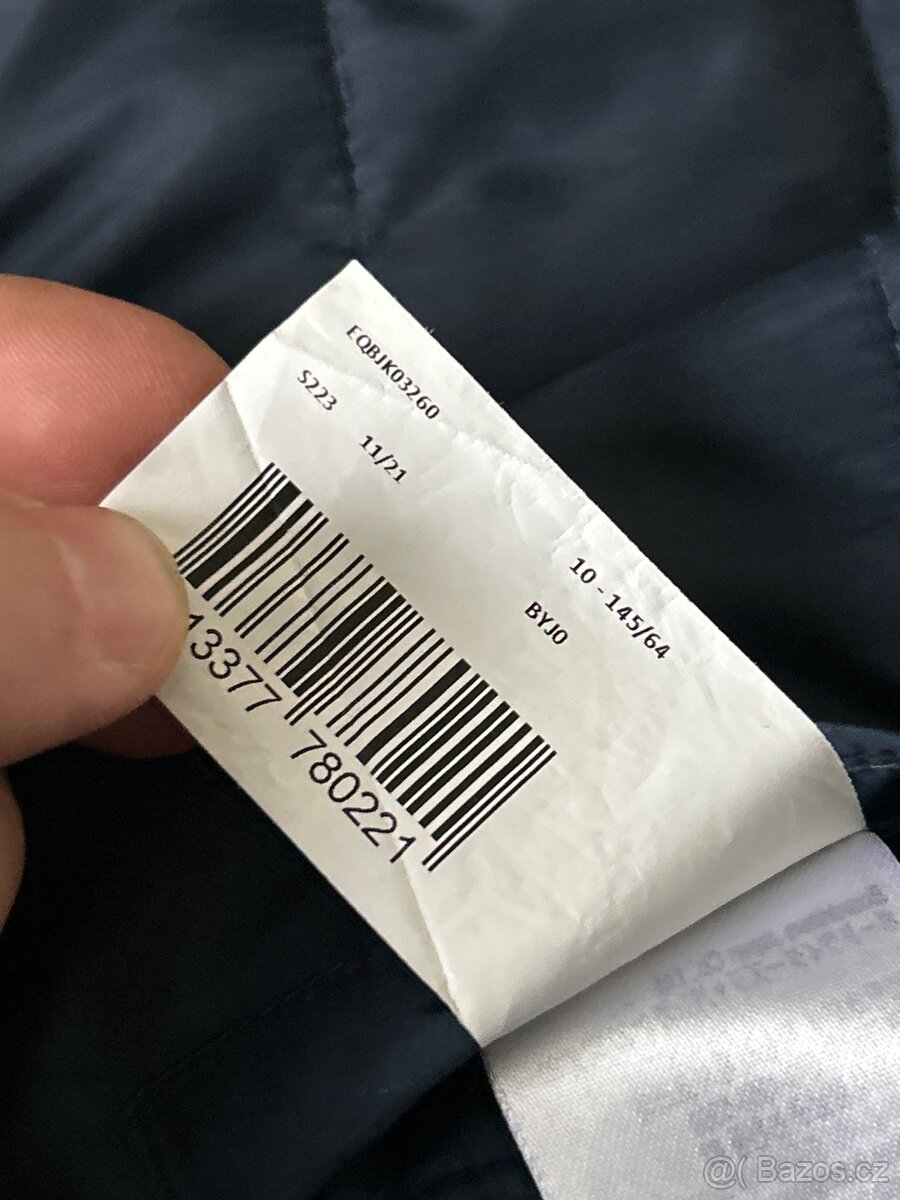 EQBJK03260
S223
11/21
10 - 145/64
BYJ0
13377 780221
@( Bazos.cz